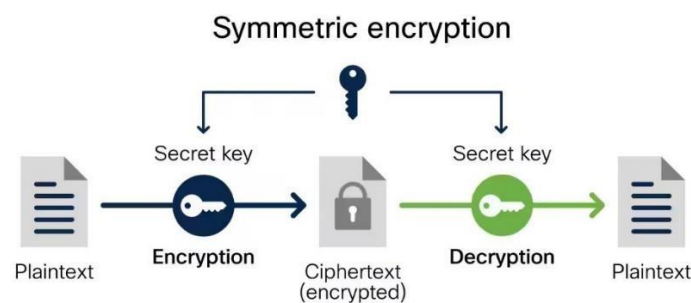 Symmetric encryption
Secret key
Secret key
Plaintext
Encryption
Ciphertext
(encrypted)
Decryption
Plaintext